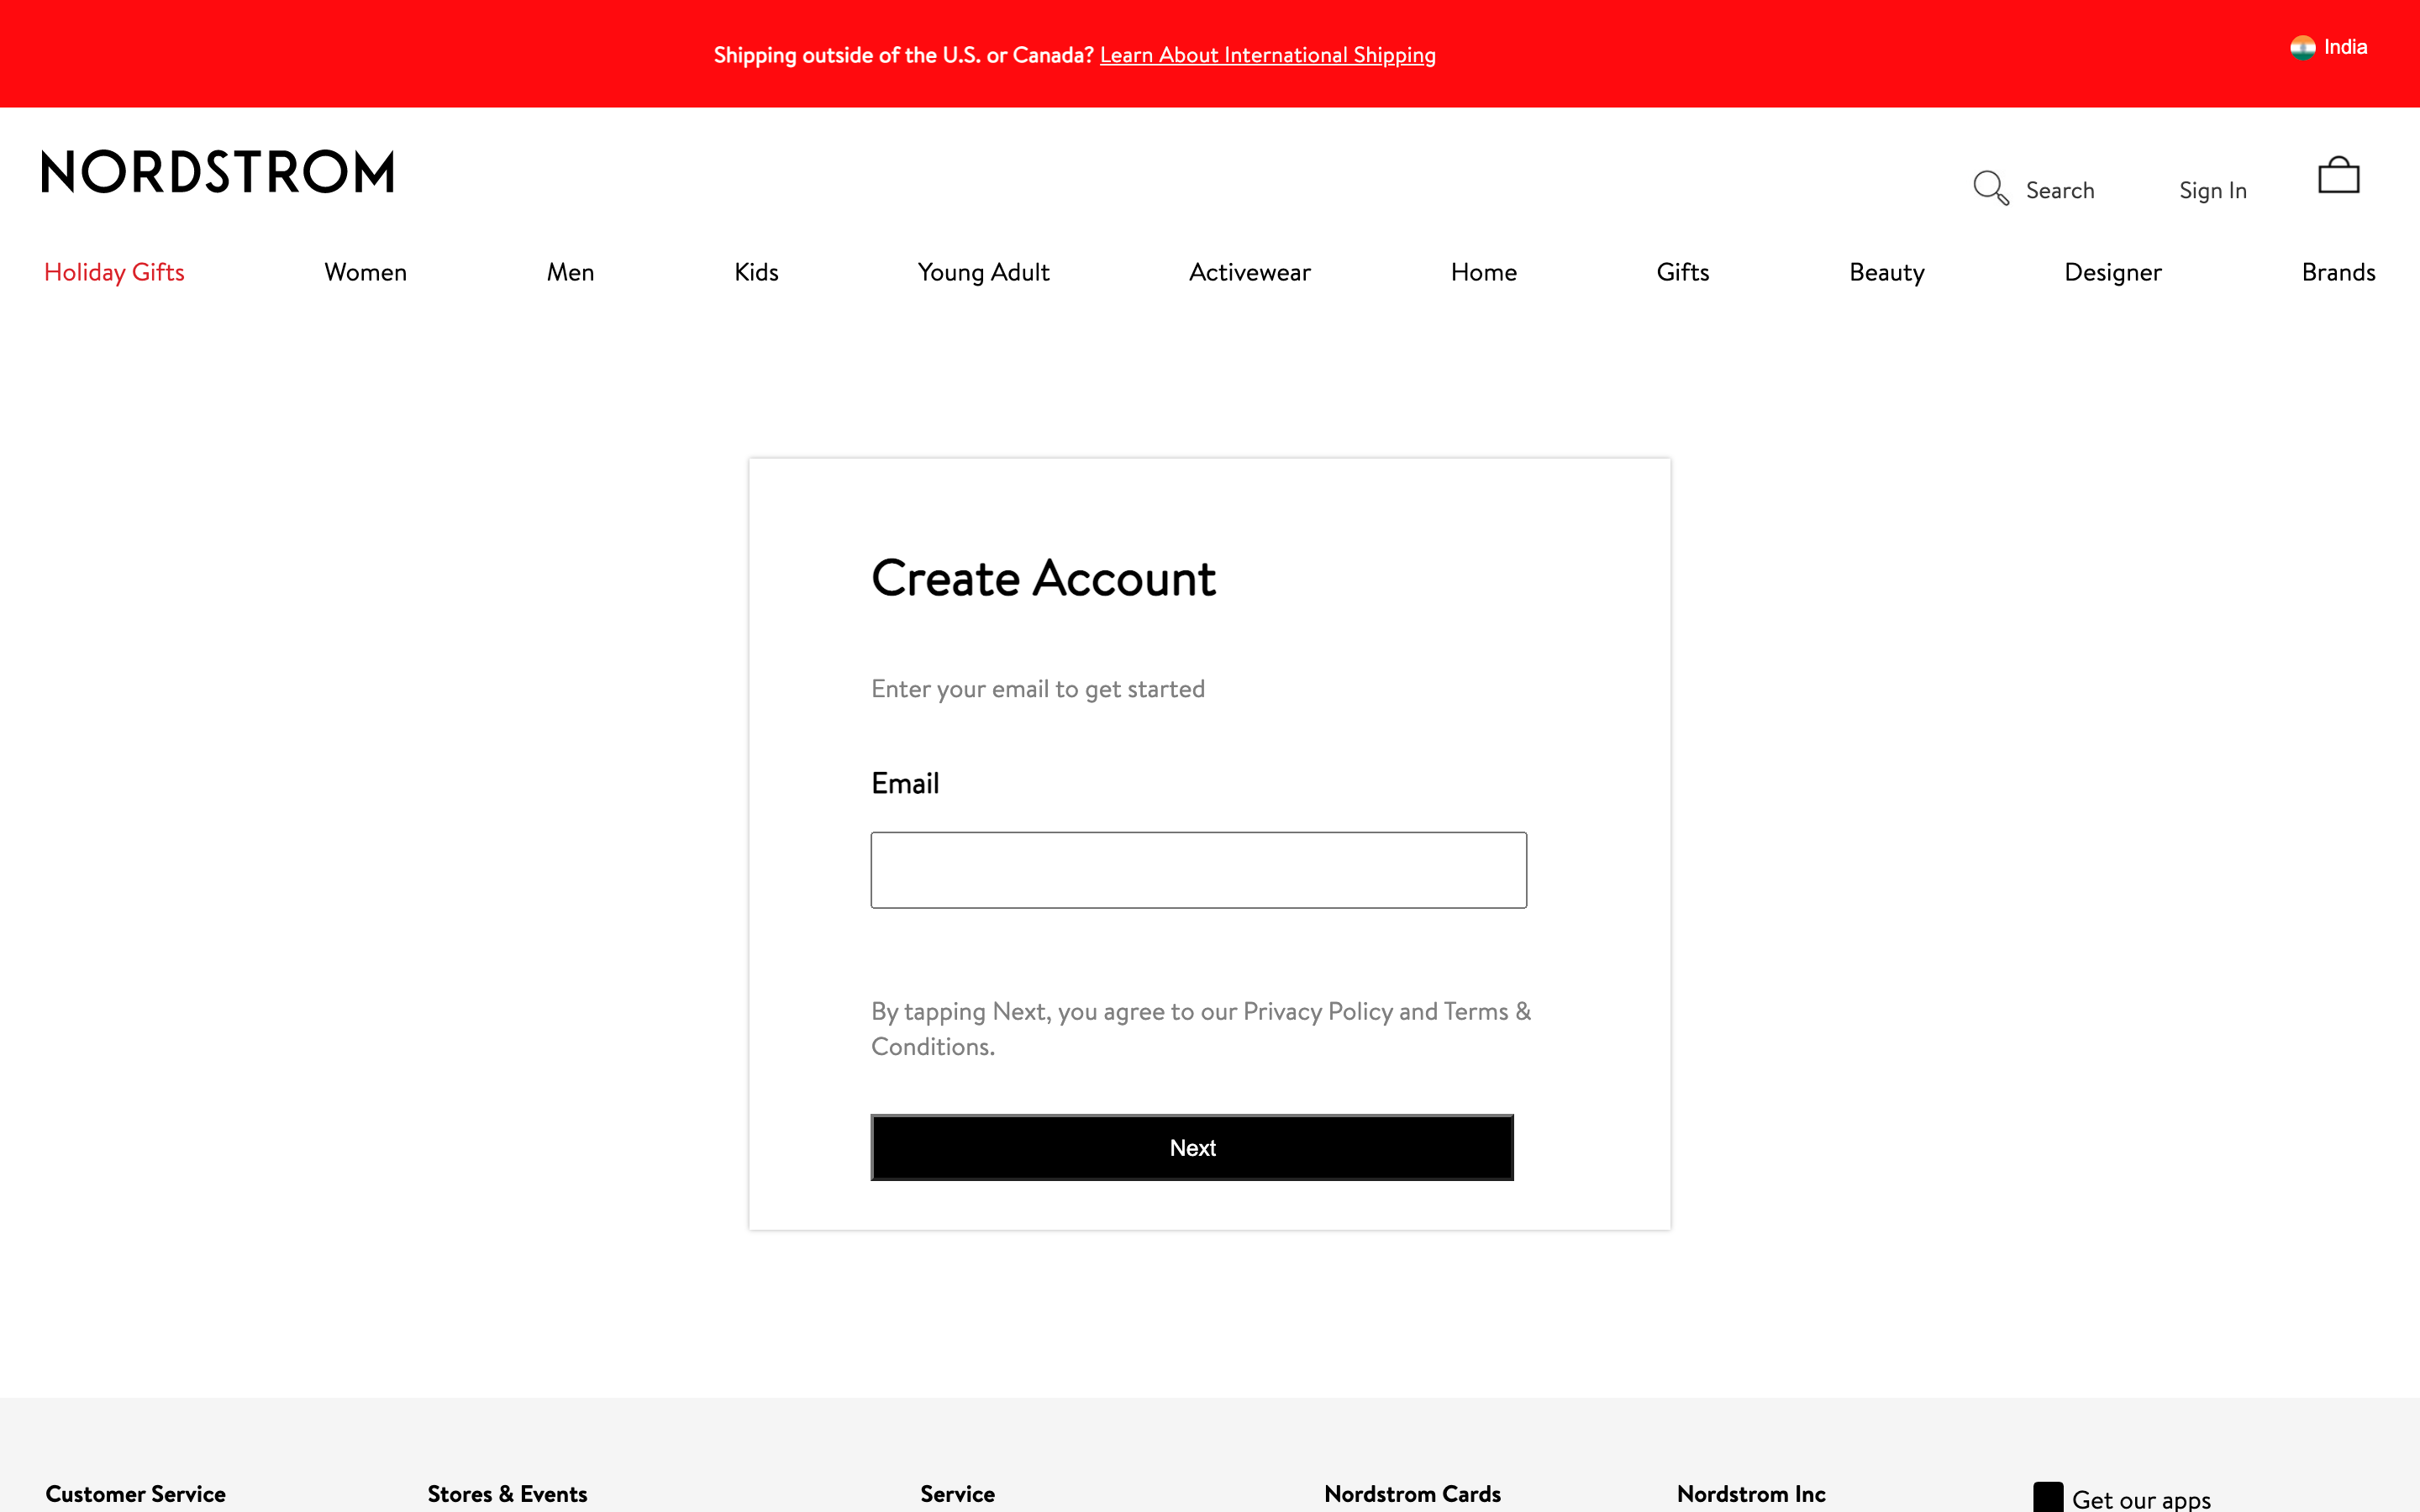 Shipping outside of the U.S. or Canada? Learn About International Shipping
India
NORDSTROM
Search
Sign In
Holiday Gifts
Women
Men
Kids
Young Adult
Activewear
Home
Gifts
Beauty
Designer
Brands
Create Account
Enter your email to get started
Email
By tapping Next, you agree to our Privacy Policy and Terms &
Conditions.
Next
Customer Service
Stores & Events
Service
Nordstrom Cards
Nordstrom Inc
Get our apps